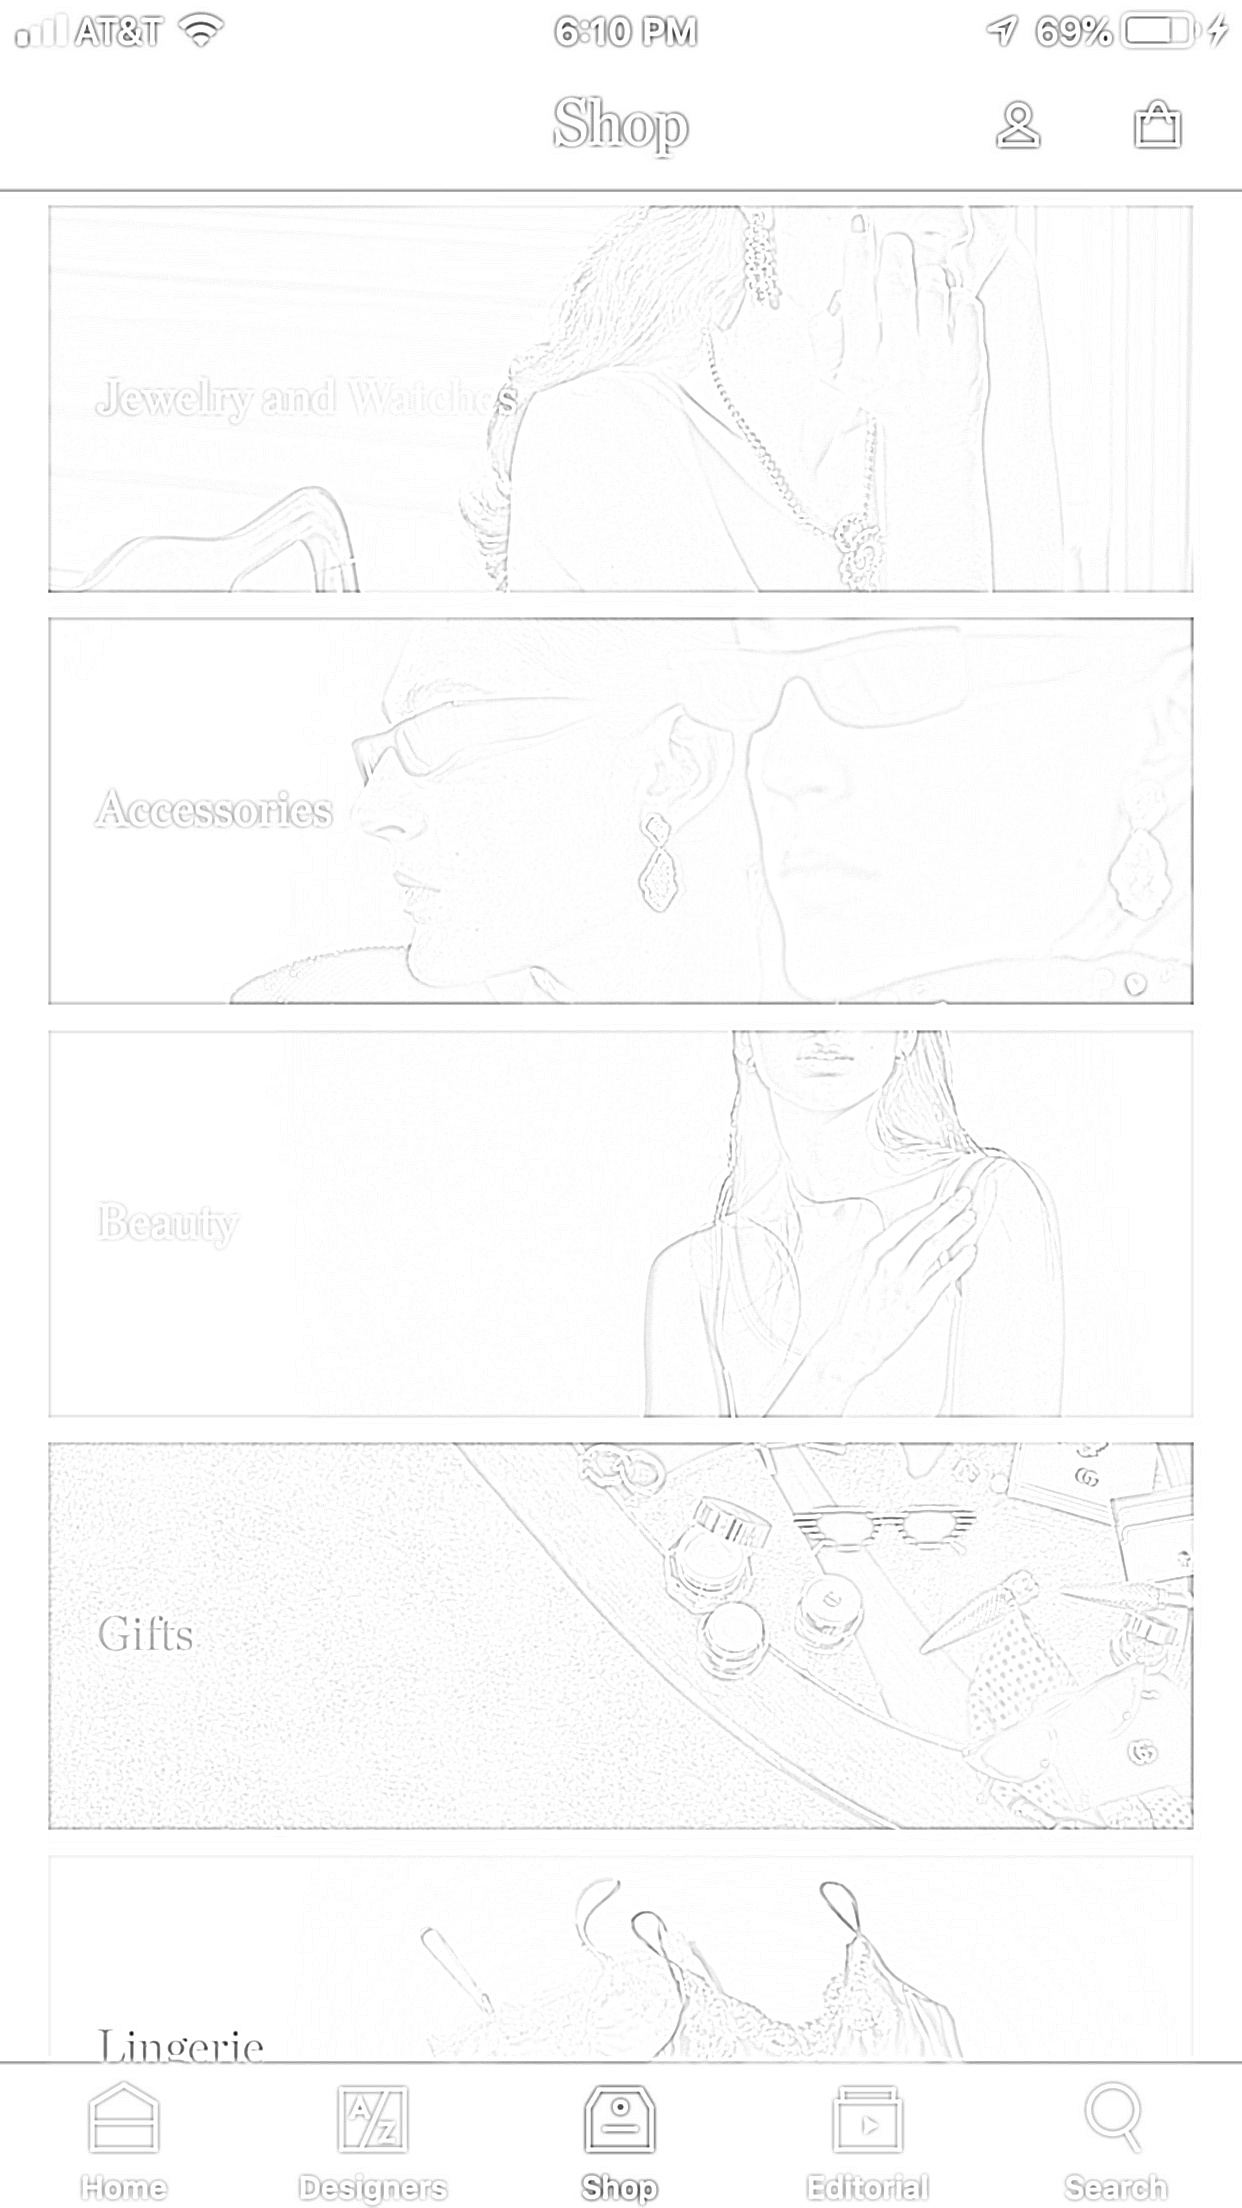 AT&T 6:10 PM 69%
Shop
Jewelry and Watches
Accessories
Beauty
Gifts
Lingerie
A/Z
Home Designers Shop Editorial Search